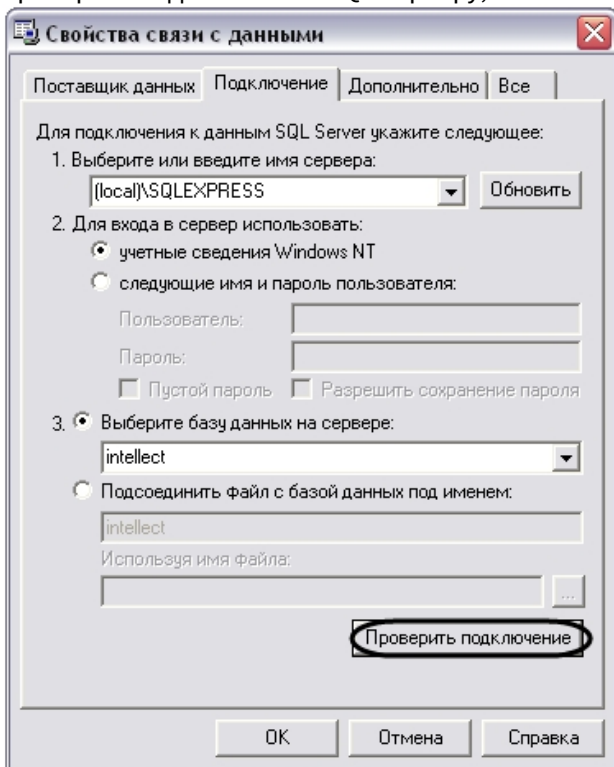 Свойства связи с данными
Поставщик данных Подключение Дополнительно Все
Для подключения к данным SQL Server укажите следующее:
1. Выберите или введите имя сервера:
(local)\SQLEXPRESS Обновить
2. Для входа в сервер использовать:
учетные сведения Windows NT
следующие имя и пароль пользователя:
Пользователь:
Пароль:
Пустой пароль Разрешить сохранение пароля
3. Выберите базу данных на сервере:
intellect
Подсоединить файл с базой данных под именем:
intellect
Используя имя файла:
...
Проверить подключение
OK Отмена Справка